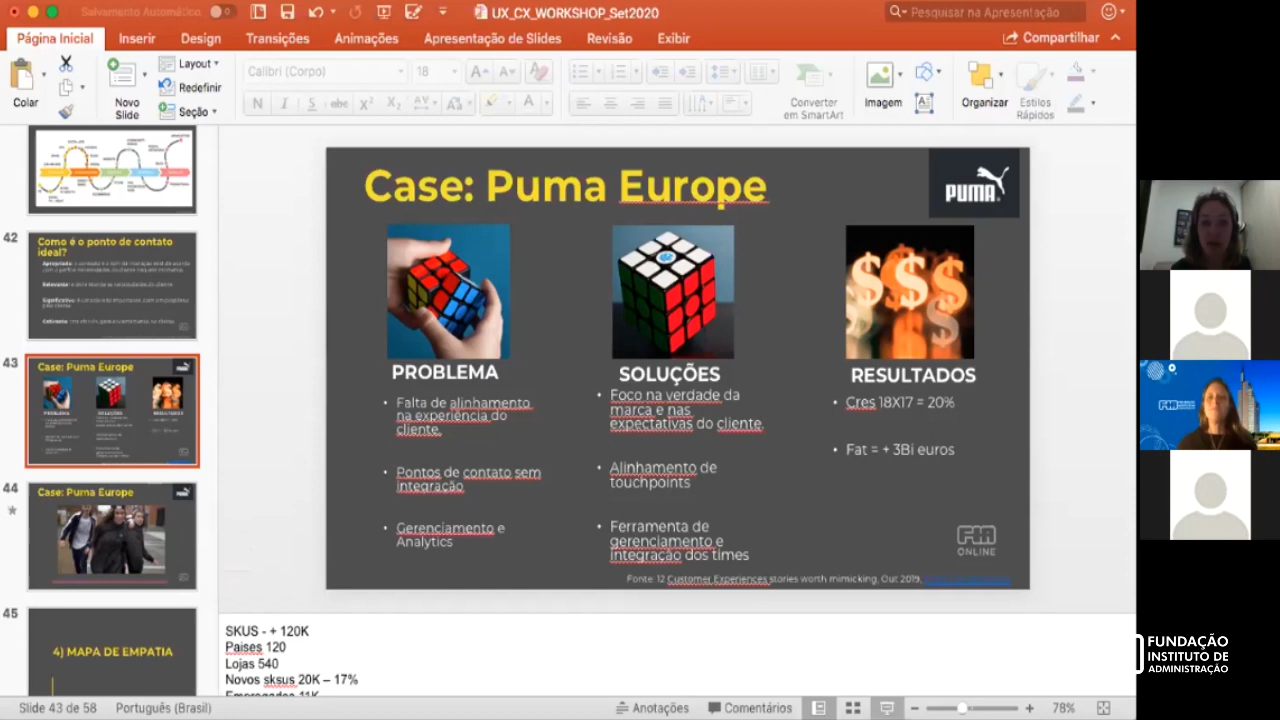 Salvamento Automático
UX_CX_WORKSHOP_Set2020
Pesquisar na Apresentação
Página Inicial
Inserir
Design
Transições
Animações
Apresentação de Slides
Revisão
Exibir
Compartilhar
Colar
Novo
Slide
Layout
Redefinir
Seção
Calibri (Corpo)
18
Converter
em SmartArt
Imagem
Organizar
Estilos
Rápidos
42
Como é o ponto de contato
ideal?
43
Case: Puma Europe
44
Case: Puma Europe
45
4) MAPA DE EMPATIA
Case: Puma Europe
PUMA
PROBLEMA
• Falta de alinhamento
na experiência do
cliente.
• Pontos de contato sem
integração
• Gerenciamento e
Analytics
SOLUÇÕES
• Foco na verdade da
marca e nas
expectativas do cliente.
• Alinhamento de
touchpoints
• Ferramenta de
gerenciamento e
integração dos times
RESULTADOS
• Cres 18X17 = 20%
• Fat = + 3Bi euros
FIA
ONLINE
Fonte: 12 Customer Experiences stories worth mimicking, Out 2019,
SKUS - + 120K
Paises 120
Lojas 540
Novos sksus 20K – 17%
Empregados 11K
FUNDAÇÃO
INSTITUTO DE
ADMINISTRAÇÃO
Slide 43 de 58
Português (Brasil)
Anotações
Comentários
78%